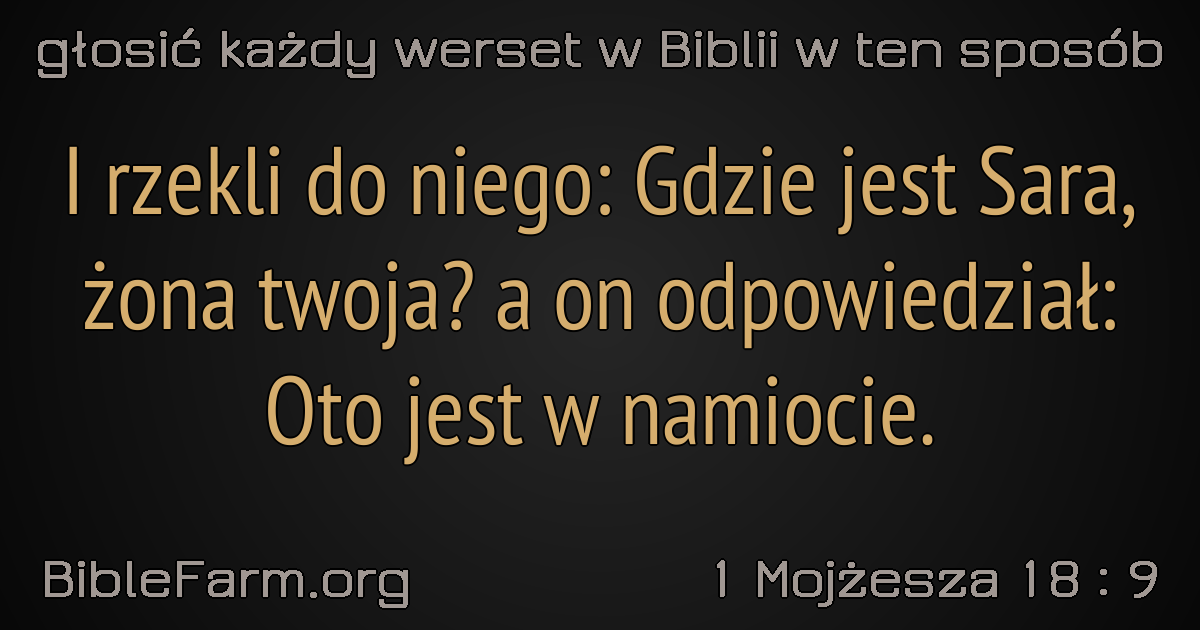 głosić każdy werset w Biblii w ten sposób
I rzekli do niego: Gdzie jest Sara,
żona twoja? a on odpowiedział:
Oto jest w namiocie.
BibleFarm.org
1 Mojżesza 18 : 9